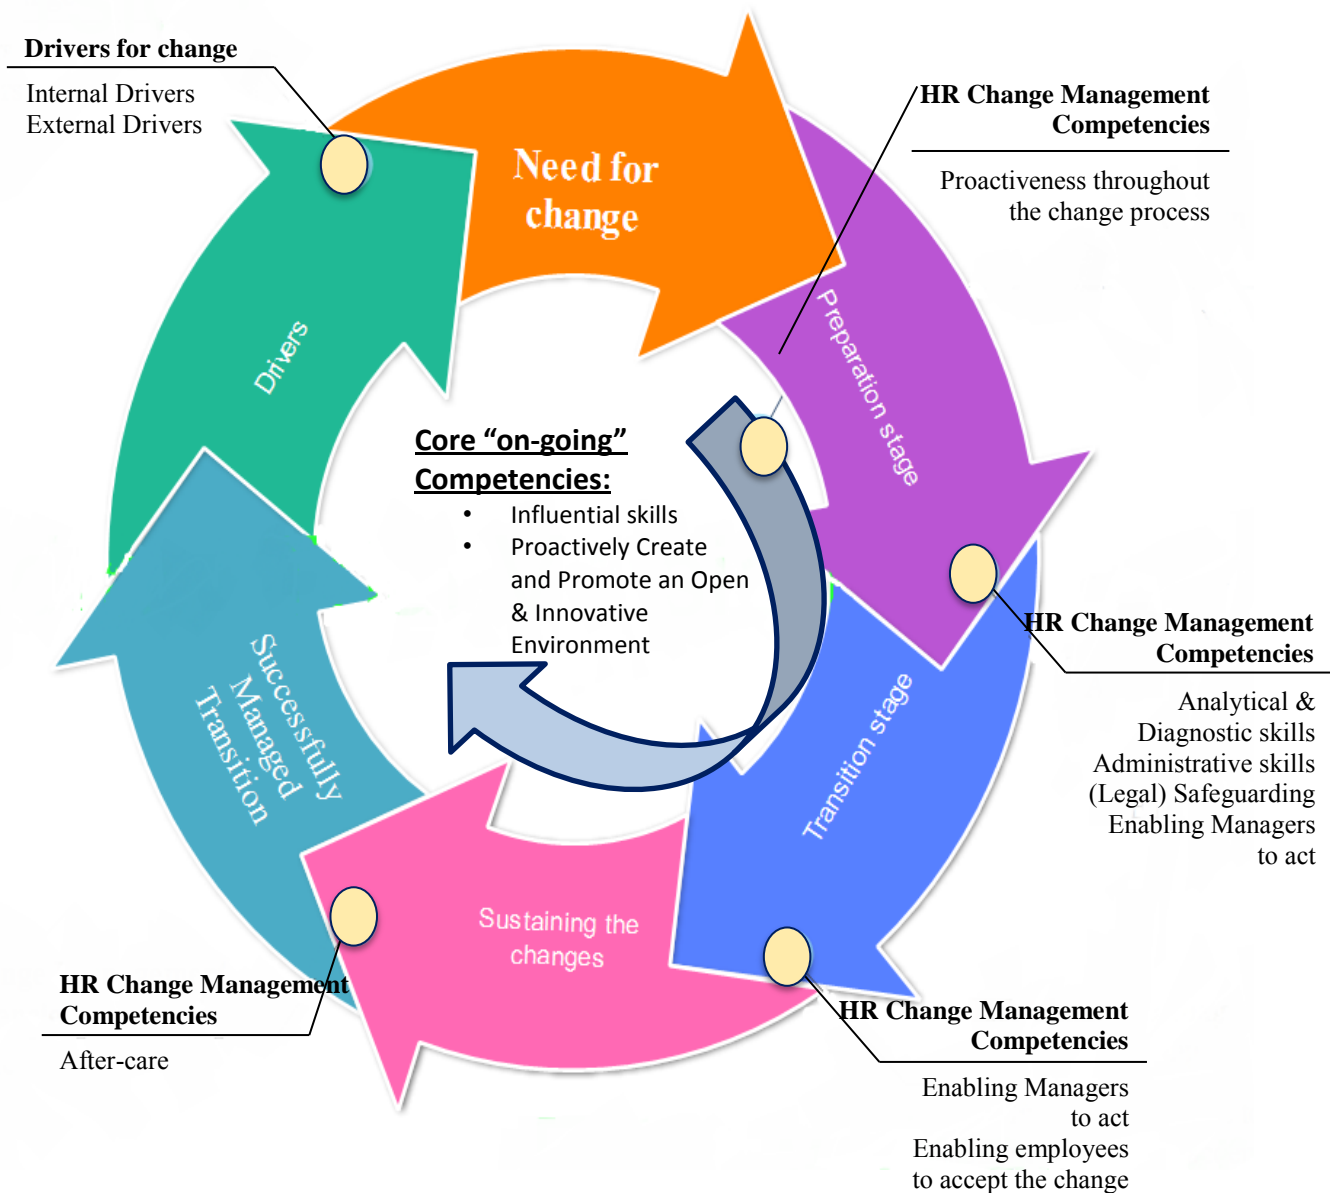 Drivers for change
Internal Drivers
External Drivers
Need for
change
HR Change Management
Competencies
Proactiveness throughout
the change process
Drivers
Preparation stage
Core “on-going”
Competencies:
• Influential skills
• Proactively Create
and Promote an Open
& Innovative
Environment
HR Change Management
Competencies
Analytical &
Diagnostic skills
Administrative skills
(Legal) Safeguarding
Enabling Managers
to act
Successfully
Managed
Transition
Transition stage
Sustaining the
changes
HR Change Management
Competencies
After-care
HR Change Management
Competencies
Enabling Managers
to act
Enabling employees
to accept the change